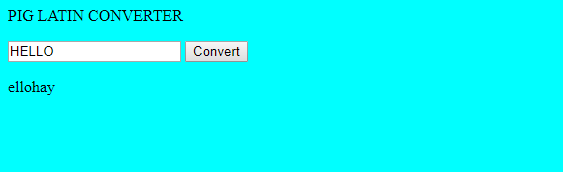 PIG LATIN CONVERTER
HELLO Convert
ellohay